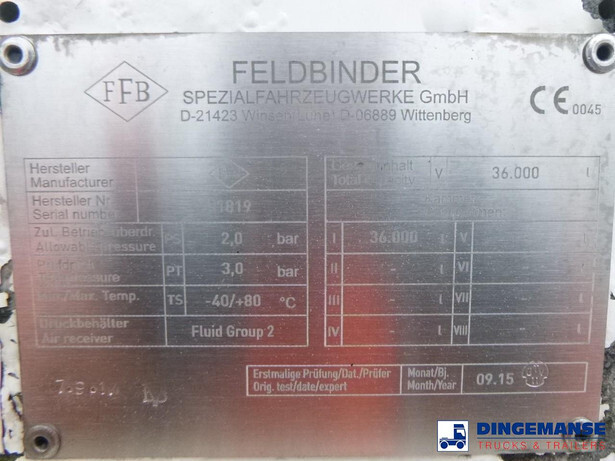 FFB
FELDBINDER
SPEZIALFAHRZEUGWERKE GmbH
D-21423 Winsen/Luhe D-06889 Wittenberg
CE 0045
Hersteller
Manufacturer
Total capacity V 36.000 l
Hersteller Nr
Serial number 1819
Zul. Betriebsüberdr.
Allowable pressure PS 2,0 bar
I 36.000 l V l
PT 3,0 bar
II - l VI - l
Min./Max. Temp. TS -40/+80 °C
III - l VII - l
Druckbehälter
Air receiver Fluid Group 2
IV - l VIII - l
Erstmalige Prüfung/Dat./Prüfer
Orig. test/date/expert
Monat/Bj.
Month/Year 09.15
DINGEMANSE
TRUCKS & TRAILERS